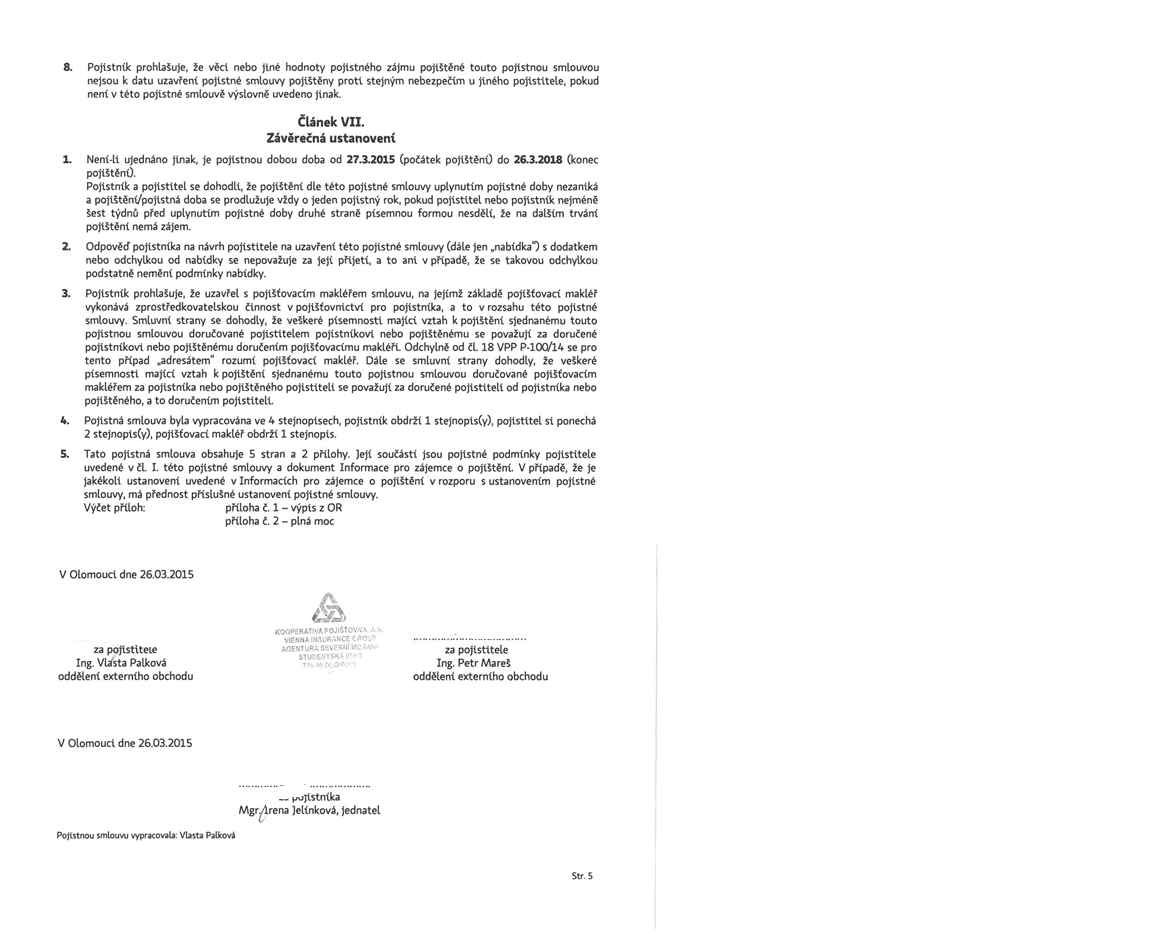 8. Pojistník prohlašuje, že věci nebo jiné hodnoty pojistného zájmu pojištěné touto pojistnou smlouvou
nejsou k datu uzavření pojistné smlouvy pojištěny proti stejným nebezpečím u jiného pojistitele, pokud
není v této pojistné smlouvě výslovně uvedeno jinak.
Článek VII.
Závěrečná ustanovení
1. Není-li ujednáno jinak, je pojistnou dobou doba od 27.3.2015 (počátek pojištění) do 26.3.2018 (konec
pojištění).
Pojistník a pojistitel se dohodli, že pojištění dle této pojistné smlouvy uplynutím pojistné doby nezaniká
a pojištění/pojistná doba se prodlužuje vždy o jeden pojistný rok, pokud pojistitel nebo pojistník nejméně
šest týdnů před uplynutím pojistné doby druhé straně písemnou formou nesdělí, že na dalším trvání
pojištění nemá zájem.
2. Odpověď pojistníka na návrh pojistitele na uzavření této pojistné smlouvy (dále jen „nabídka") s dodatkem
nebo odchylkou od nabídky se nepovažuje za její přijetí, a to ani v případě, že se takovou odchylkou
podstatně nemění podmínky nabídky.
3. Pojistník prohlašuje, že uzavřel s pojišťovacím makléřem smlouvu, na jejímž základě pojišťovací makléř
vykonává zprostředkovatelskou činnost v pojišťovnictví pro pojistníka, a to v rozsahu této pojistné
smlouvy. Smluvní strany se dohodly, že veškeré písemnosti mající vztah k pojištění sjednanému touto
pojistnou smlouvou doručované pojistitelem pojistníkovi nebo pojištěnému se považují za doručené
pojistníkovi nebo pojištěnému doručením pojišťovacímu makléři. Odchylně od čl. 18 VPP P-100/14 se pro
tento případ „adresátem" rozumí pojišťovací makléř. Dále se smluvní strany dohodly, že veškeré
písemnosti mající vztah k pojištění sjednanému touto pojistnou smlouvou doručované pojišťovacím
makléřem za pojistníka nebo pojištěného pojistiteli se považují za doručené pojistiteli od pojistníka nebo
pojištěného, a to doručením pojistiteli.
4. Pojistná smlouva byla vypracována ve 4 stejnopisech, pojistník obdrží 1 stejnopis(y), pojistitel si ponechá
2 stejnopis(y), pojišťovací makléř obdrží 1 stejnopis.
5. Tato pojistná smlouva obsahuje 5 stran a 2 přílohy. Její součástí jsou pojistné podmínky pojistitele
uvedené v čl. I. této pojistné smlouvy a dokument Informace pro zájemce o pojištění. V případě, že je
jakékoli ustanovení uvedené v Informacích pro zájemce o pojištění v rozporu s ustanovením pojistné
smlouvy, má přednost příslušné ustanovení pojistné smlouvy.
Výčet příloh: příloha č. 1 – výpis z OR
příloha č. 2 – plná moc
V Olomouci dne 26.03.2015
KOOPERATIVA POJIŠŤOVNA, A.S.
VIENNA INSURANCE GROUP
AGENTURA SEVERNÍ MORAVA
STUDENTSKÁ
za pojistitele
Ing. Vlasta Palková
oddělení externího obchodu
za pojistitele
Ing. Petr Mareš
oddělení externího obchodu
V Olomouci dne 26.03.2015
za pojistníka
Mgr. Irena Jelínková, jednatel
Pojistnou smlouvu vypracovala: Vlasta Palková
Str. 5